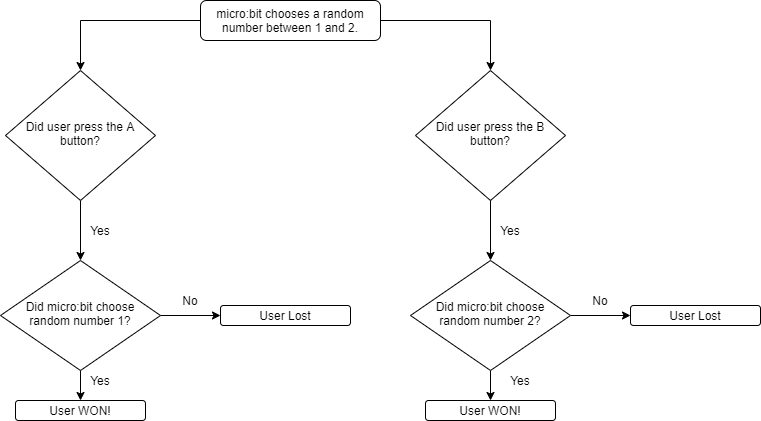 micro:bit chooses a random
number between 1 and 2.
Did user press the A
button?
Did user press the B
button?
Yes
Yes
Did micro:bit choose
random number 1?
No
User Lost
Did micro:bit choose
random number 2?
No
User Lost
Yes
Yes
User WON!
User WON!